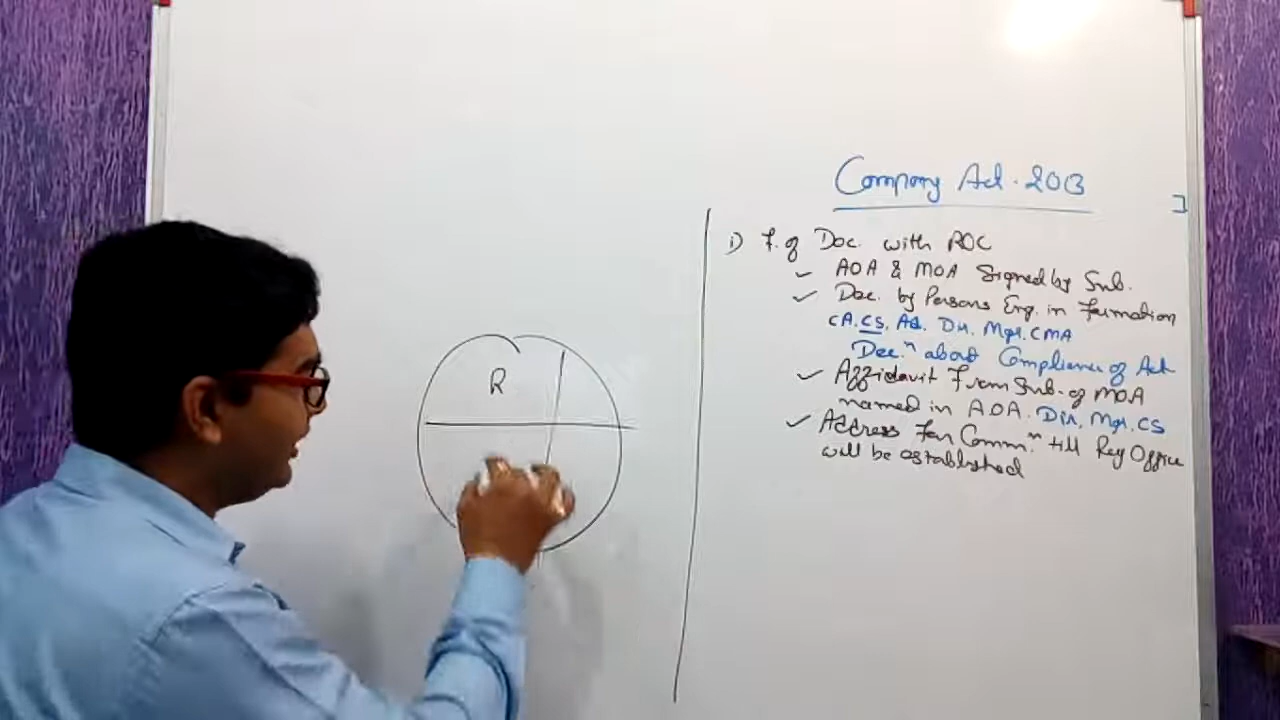 Company Act. 2013
1) F. of Doc. with ROC
AOA & MOA Signed by Sub.
Dec. by Persons Eng. in Formation
CA, CS, Ad. Dir. Mgr. CMA
Decⁿ about Compliance of Act
Affidavit from Sub. of MOA
named in AOA. Dir, Mgr, CS
Address for Commⁿ. till Reg Office
will be established
R